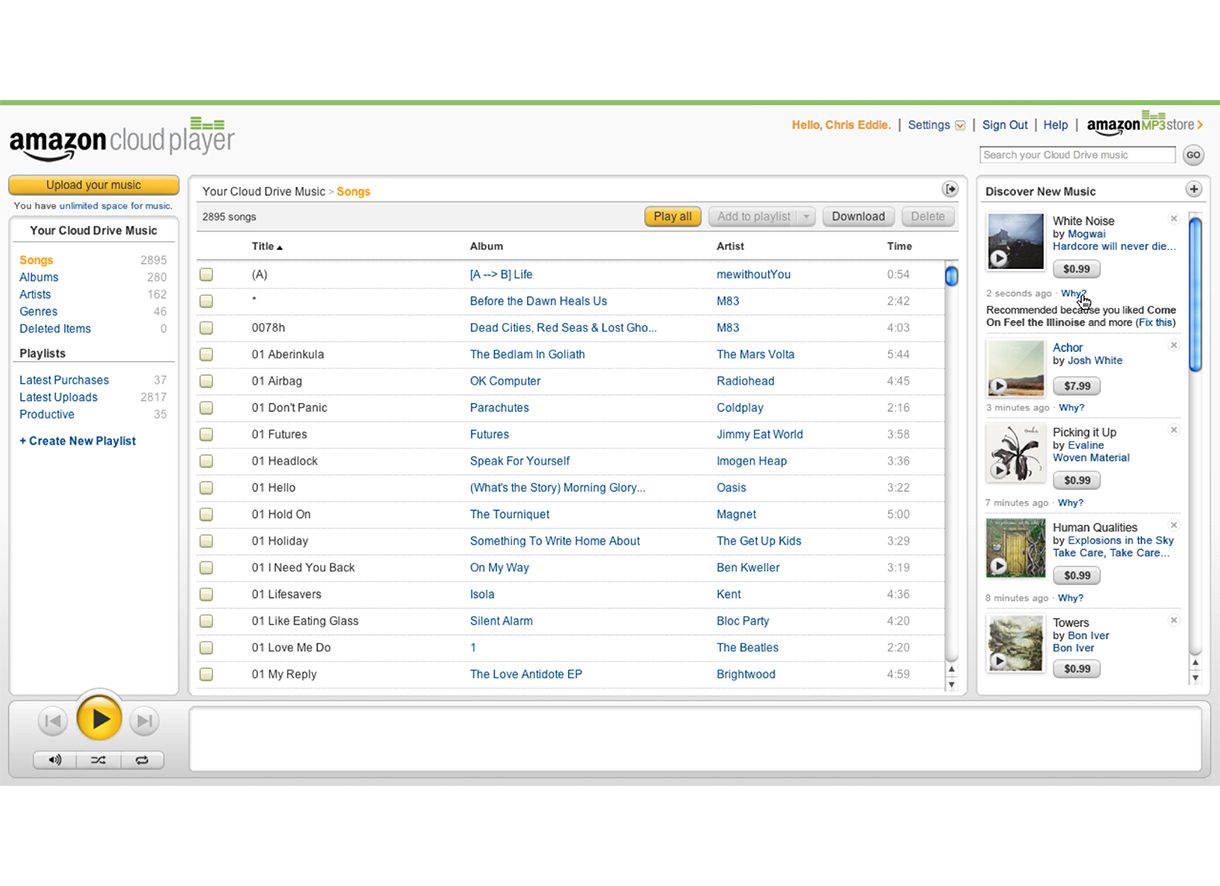 amazon cloud player
Hello, Chris Eddie. | Settings | Sign Out | Help | amazonMP3store
Search your Cloud Drive music GO
Upload your music
You have unlimited space for music.
Your Cloud Drive Music
Songs 2895
Albums 280
Artists 162
Genres 46
Deleted Items 0
Playlists
Latest Purchases 37
Latest Uploads 2817
Productive 35
+ Create New Playlist
Your Cloud Drive Music > Songs
2895 songs Play all Add to playlist Download Delete
Title Album Artist Time
(A) [A --> B] Life mewithoutYou 0:54
* Before the Dawn Heals Us M83 2:42
0078h Dead Cities, Red Seas & Lost Gho... M83 4:03
01 Aberinkula The Bedlam In Goliath The Mars Volta 5:44
01 Airbag OK Computer Radiohead 4:45
01 Don't Panic Parachutes Coldplay 2:16
01 Futures Futures Jimmy Eat World 3:58
01 Headlock Speak For Yourself Imogen Heap 3:36
01 Hello (What's the Story) Morning Glory... Oasis 3:22
01 Hold On The Tourniquet Magnet 5:00
01 Holiday Something To Write Home About The Get Up Kids 3:29
01 I Need You Back On My Way Ben Kweller 3:19
01 Lifesavers Isola Kent 4:36
01 Like Eating Glass Silent Alarm Bloc Party 4:20
01 Love Me Do 1 The Beatles 2:20
01 My Reply The Love Antidote EP Brightwood 4:59
Discover New Music
White Noise
by Mogwai
Hardcore will never die...
$0.99
2 seconds ago · Why?
Recommended because you liked Come
On Feel the Illinoise and more (Fix this)
Achor
by Josh White
$7.99
3 minutes ago · Why?
Picking it Up
by Evaline
Woven Material
$0.99
7 minutes ago · Why?
Human Qualities
by Explosions in the Sky
Take Care, Take Care...
$0.99
8 minutes ago · Why?
Towers
by Bon Iver
Bon Iver
$0.99